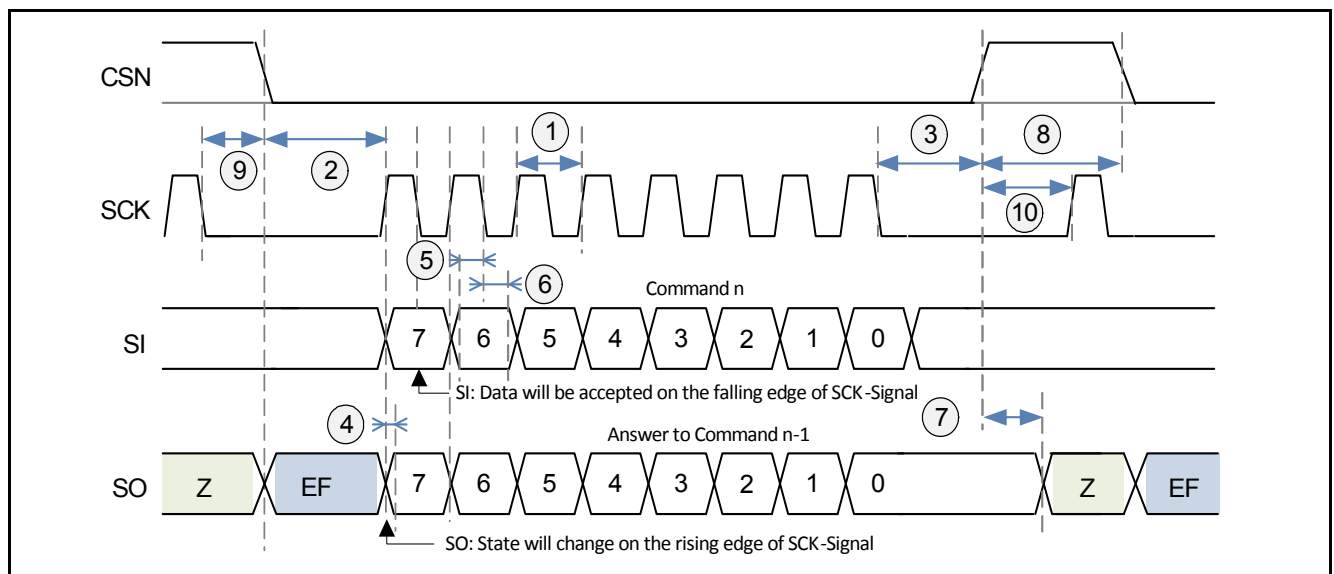 CSN
1
3
8
9
2
SCK
10
5
6
Command n
SI
7 6 5 4 3 2 1 0
SI: Data will be accepted on the falling edge of SCK-Signal
4
Answer to Command n-1
7
SO
Z EF 7 6 5 4 3 2 1 0 Z EF
SO: State will change on the rising edge of SCK-Signal